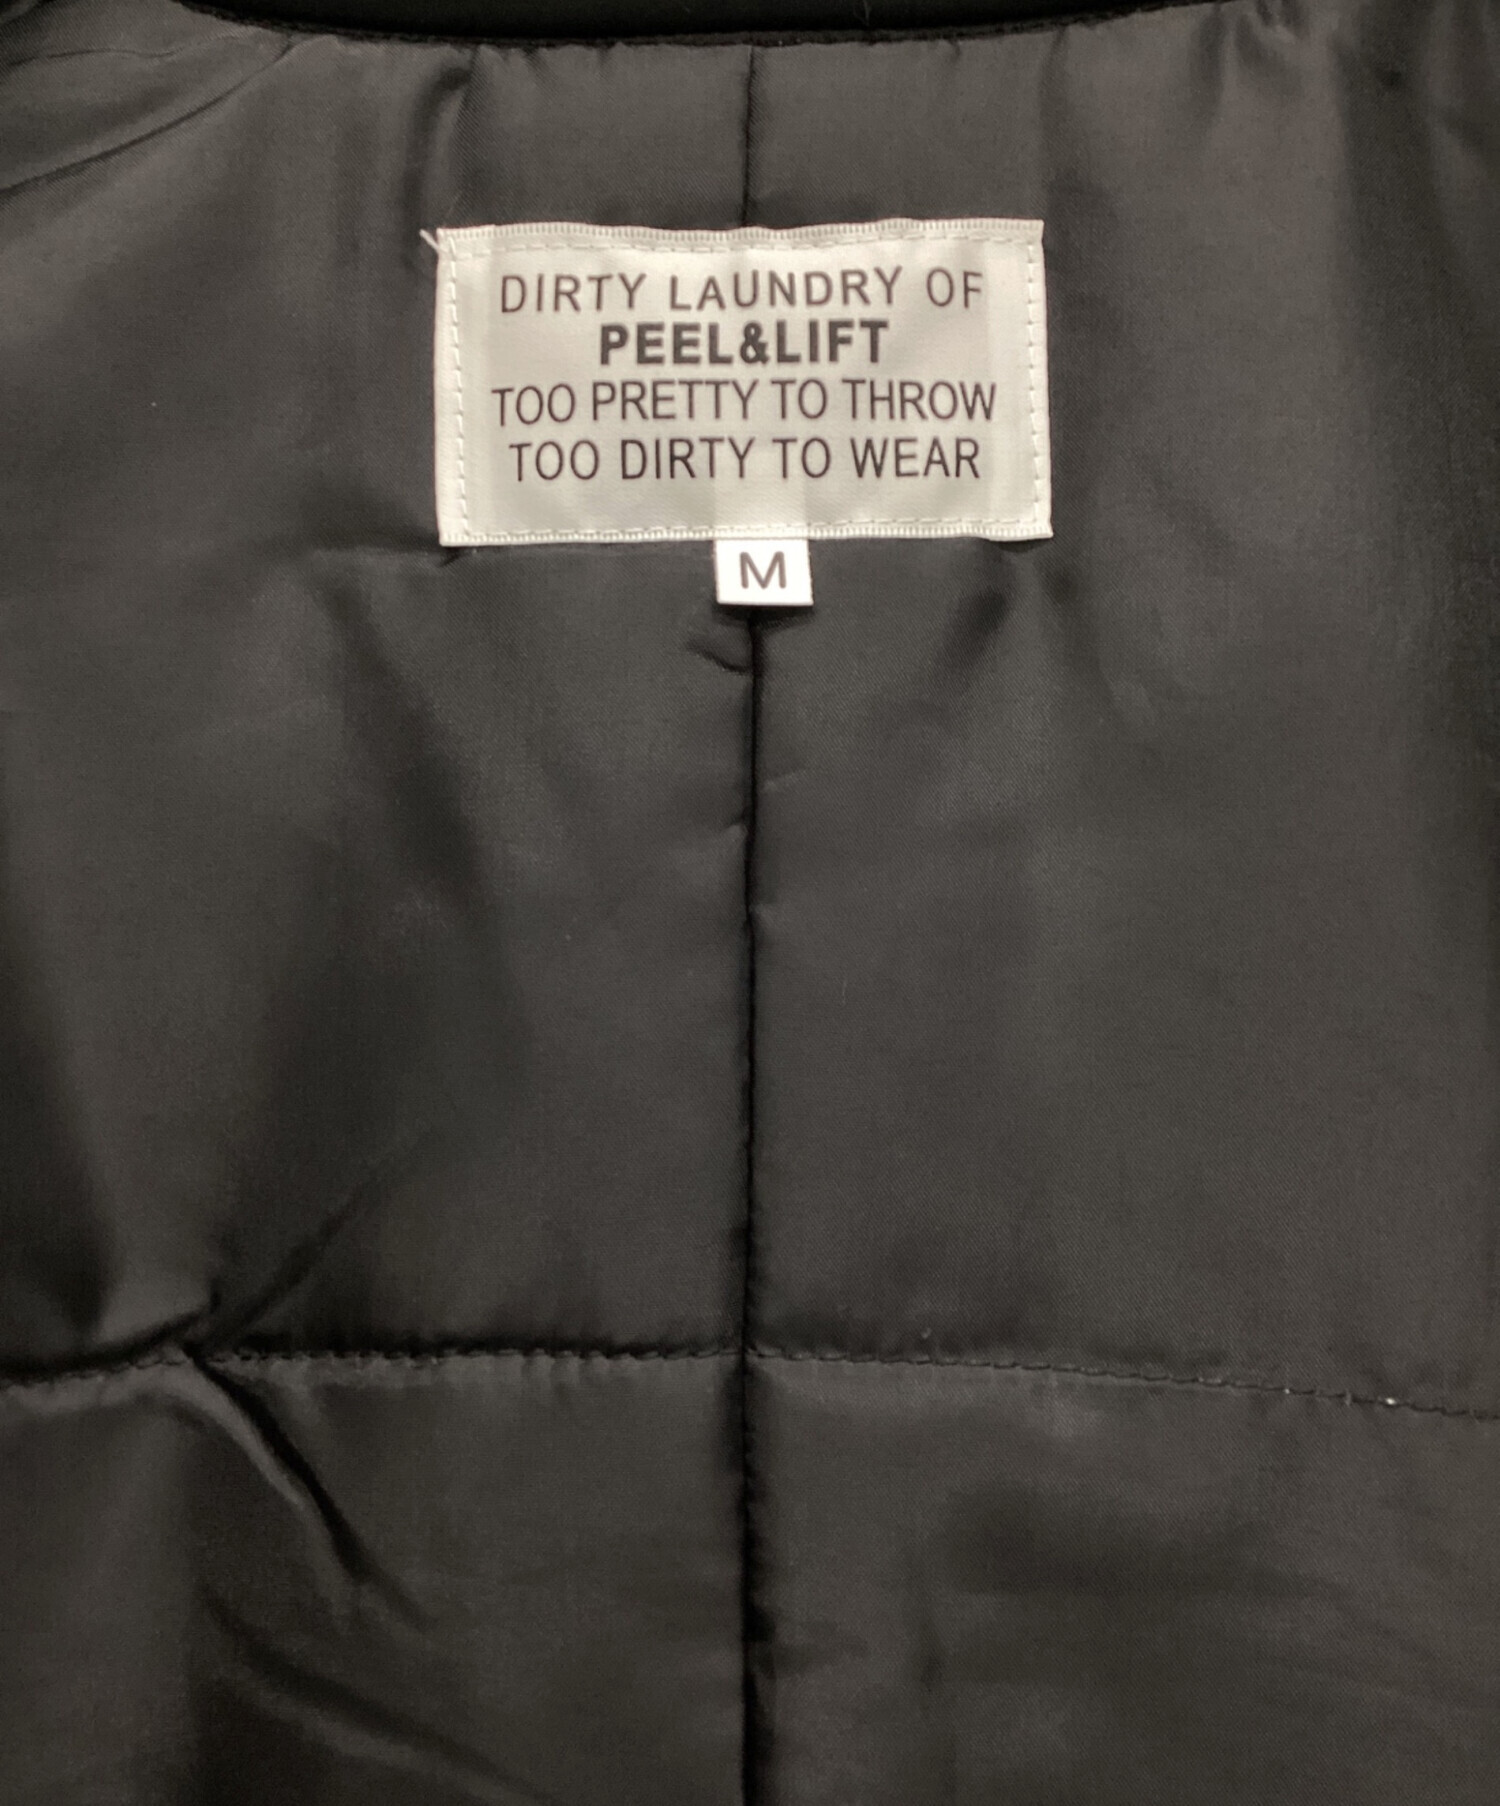 DIRTY LAUNDRY OF
PEEL&LIFT
TOO PRETTY TO THROW
TOO DIRTY TO WEAR
M